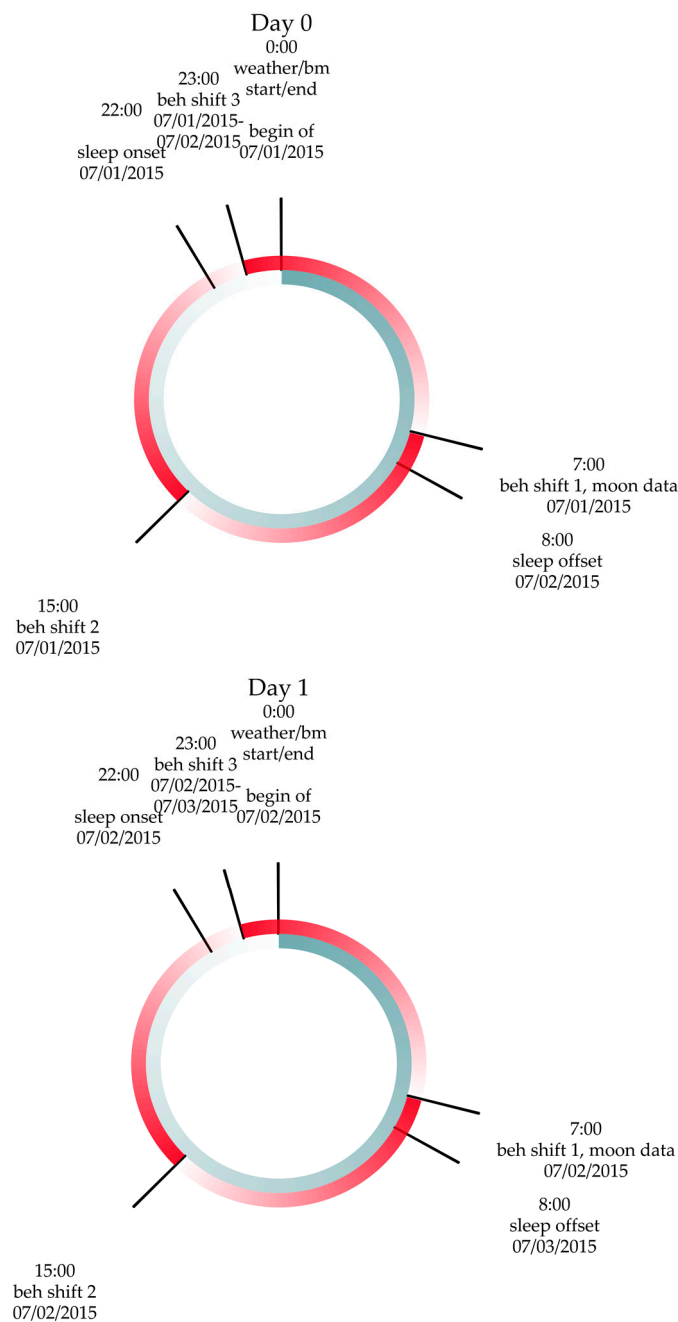 Day 0
0:00
weather/bm
start/end
begin of
07/01/2015
23:00
beh shift 3
07/01/2015-
07/02/2015
22:00
sleep onset
07/01/2015
7:00
beh shift 1, moon data
07/01/2015
8:00
sleep offset
07/02/2015
15:00
beh shift 2
07/01/2015
Day 1
0:00
weather/bm
start/end
begin of
07/02/2015
23:00
beh shift 3
07/02/2015-
07/03/2015
22:00
sleep onset
07/02/2015
7:00
beh shift 1, moon data
07/02/2015
8:00
sleep offset
07/03/2015
15:00
beh shift 2
07/02/2015